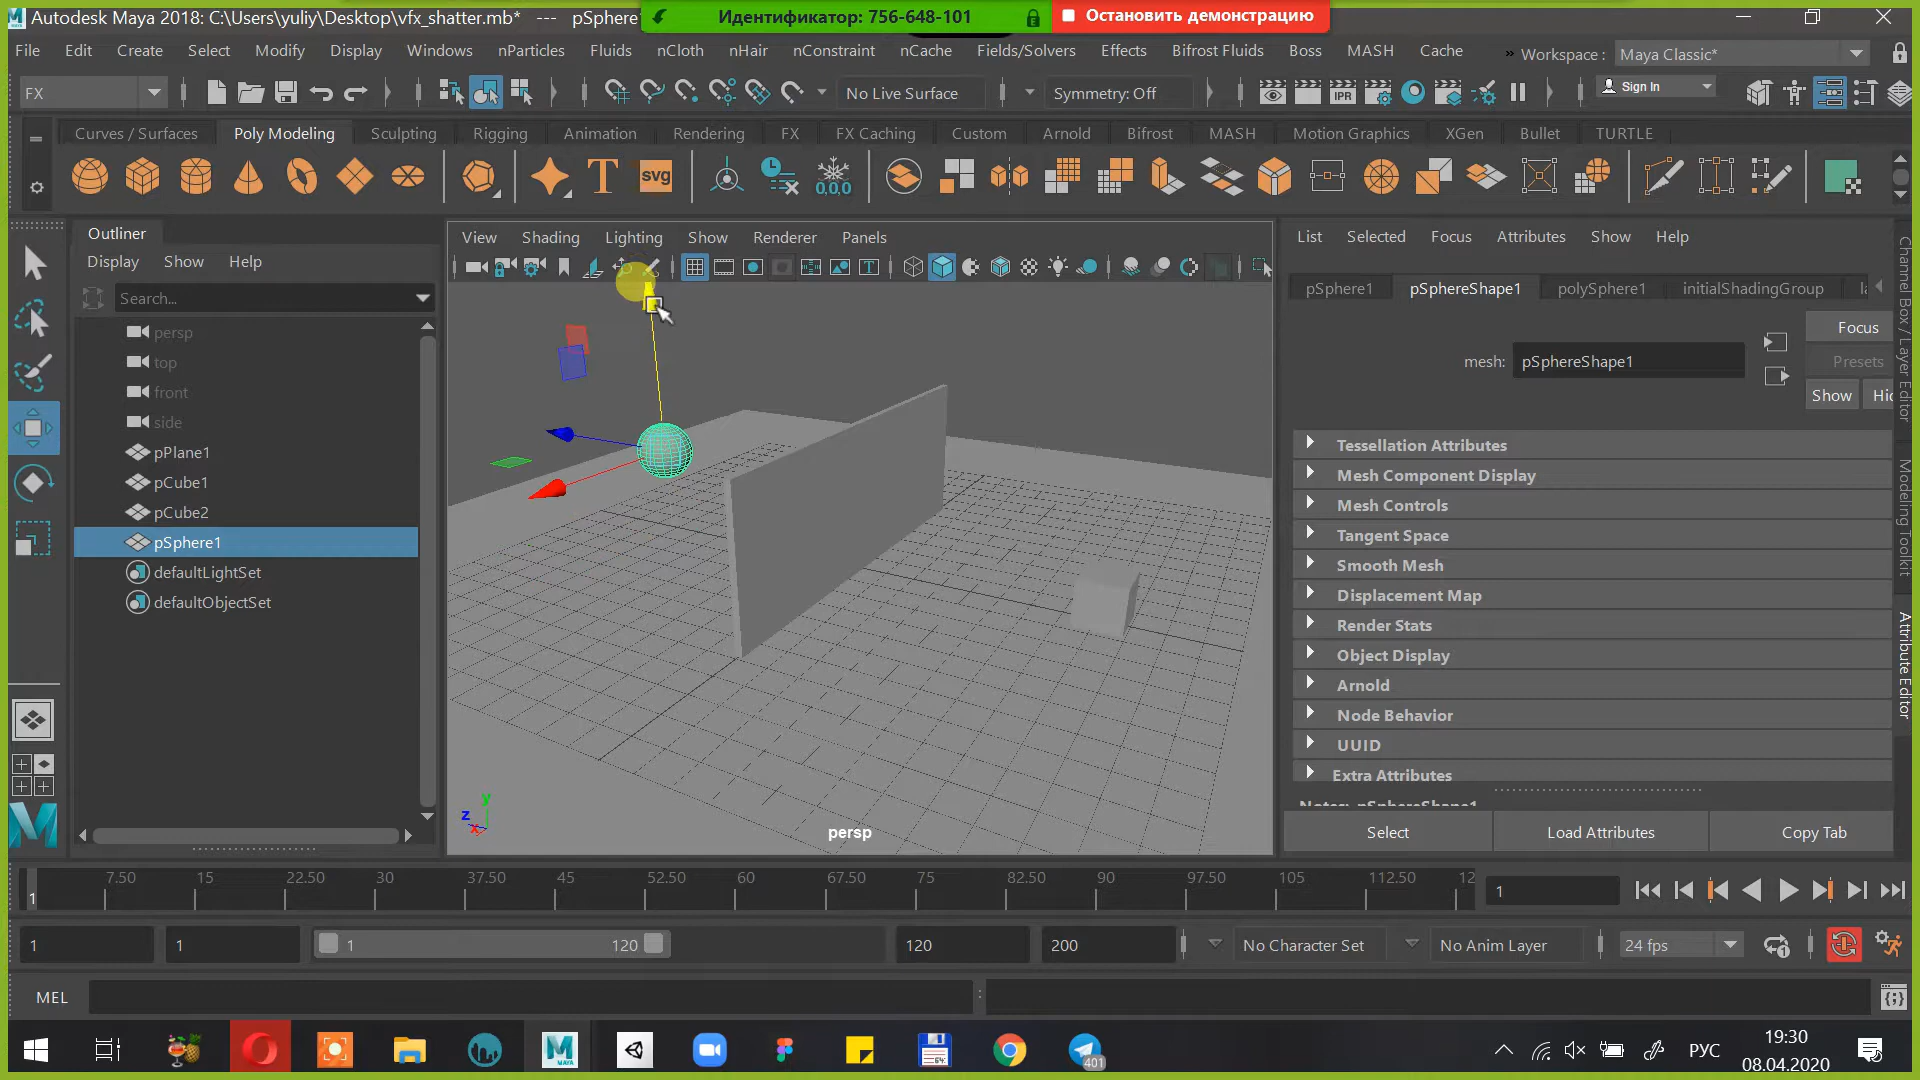 Autodesk Maya 2018: C:\Users\yuliy\Desktop\vfx_shatter.mb* --- pSphere
Идентификатор: 756-648-101
Остановить демонстрацию
File Edit Create Select Modify Display Windows nParticles Fluids nCloth nHair nConstraint nCache Fields/Solvers Effects Bifrost Fluids Boss MASH Cache
» Workspace : Maya Classic*
FX
No Live Surface
Symmetry: Off
IPR
Sign In
Curves / Surfaces Poly Modeling Sculpting Rigging Animation Rendering FX FX Caching Custom Arnold Bifrost MASH Motion Graphics XGen Bullet TURTLE
T
svg
0,0,0
Outliner
Display Show Help
Search...
persp
top
front
side
pPlane1
pCube1
pCube2
pSphere1
defaultLightSet
defaultObjectSet
View Shading Lighting Show Renderer Panels
y
z
x
persp
List Selected Focus Attributes Show Help
pSphere1 pSphereShape1 polySphere1 initialShadingGroup
mesh: pSphereShape1
Focus
Presets
Show
Tessellation Attributes
Mesh Component Display
Mesh Controls
Tangent Space
Smooth Mesh
Displacement Map
Render Stats
Object Display
Arnold
Node Behavior
UUID
Extra Attributes
Notes: pSphereShape1
Select Load Attributes Copy Tab
Channel Box / Layer Editor
Modeling Toolkit
Attribute Editor
1 7.50 15 22.50 30 37.50 45 52.50 60 67.50 75 82.50 90 97.50 105 112.50 12
1
1 1 1 120 120 200
No Character Set
No Anim Layer
24 fps
MEL
401
РУС
19:30
08.04.2020